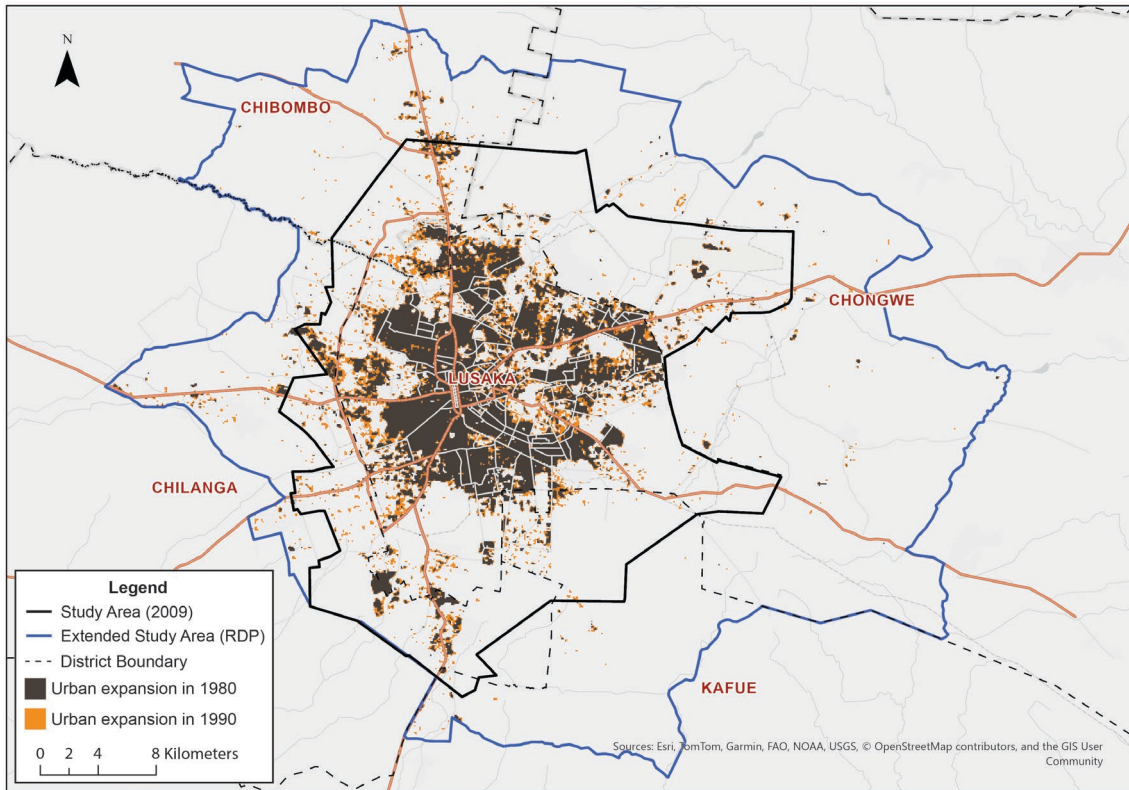 N
CHIBOMBO
CHONGWE
LUSAKA
CHILANGA
KAFUE
Legend
Study Area (2009)
Extended Study Area (RDP)
District Boundary
Urban expansion in 1980
Urban expansion in 1990
0 2 4 8 Kilometers
Sources: Esri, TomTom, Garmin, FAO, NOAA, USGS, © OpenStreetMap contributors, and the GIS User
Community